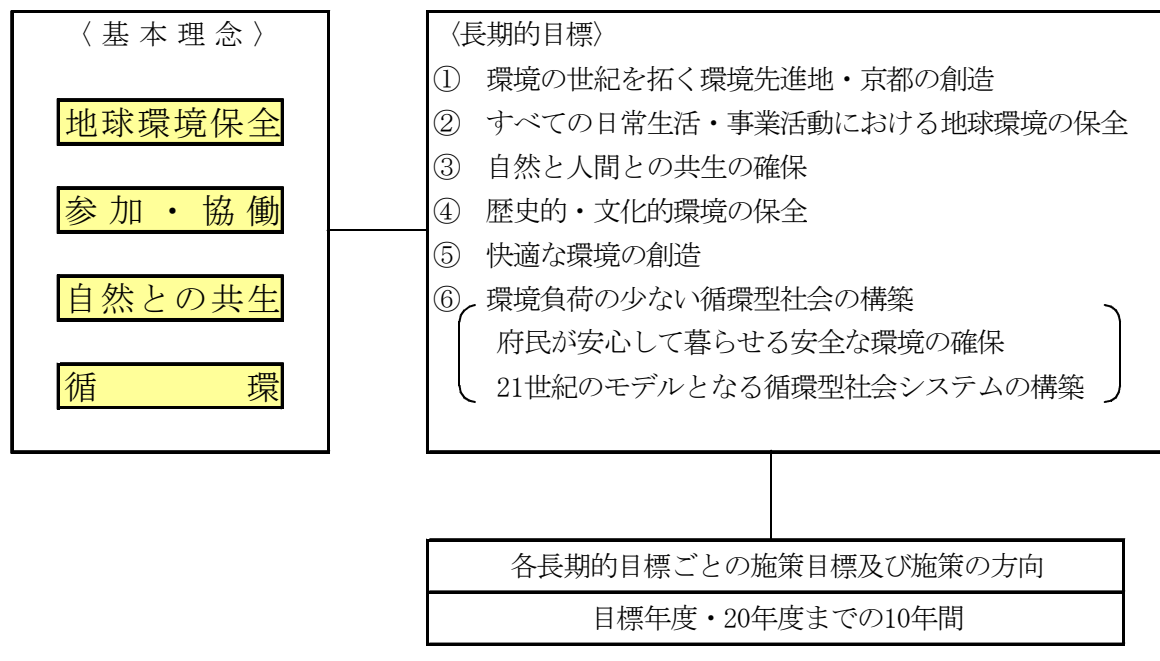 〈基本理念〉
地球環境保全
参加・協働
自然との共生
循環
〈長期的目標〉
① 環境の世紀を拓く環境先進地・京都の創造
② すべての日常生活・事業活動における地球環境の保全
③ 自然と人間との共生の確保
④ 歴史的・文化的環境の保全
⑤ 快適な環境の創造
⑥ 環境負荷の少ない循環型社会の構築
府民が安心して暮らせる安全な環境の確保
21世紀のモデルとなる循環型社会システムの構築
各長期的目標ごとの施策目標及び施策の方向
目標年度・20年度までの10年間